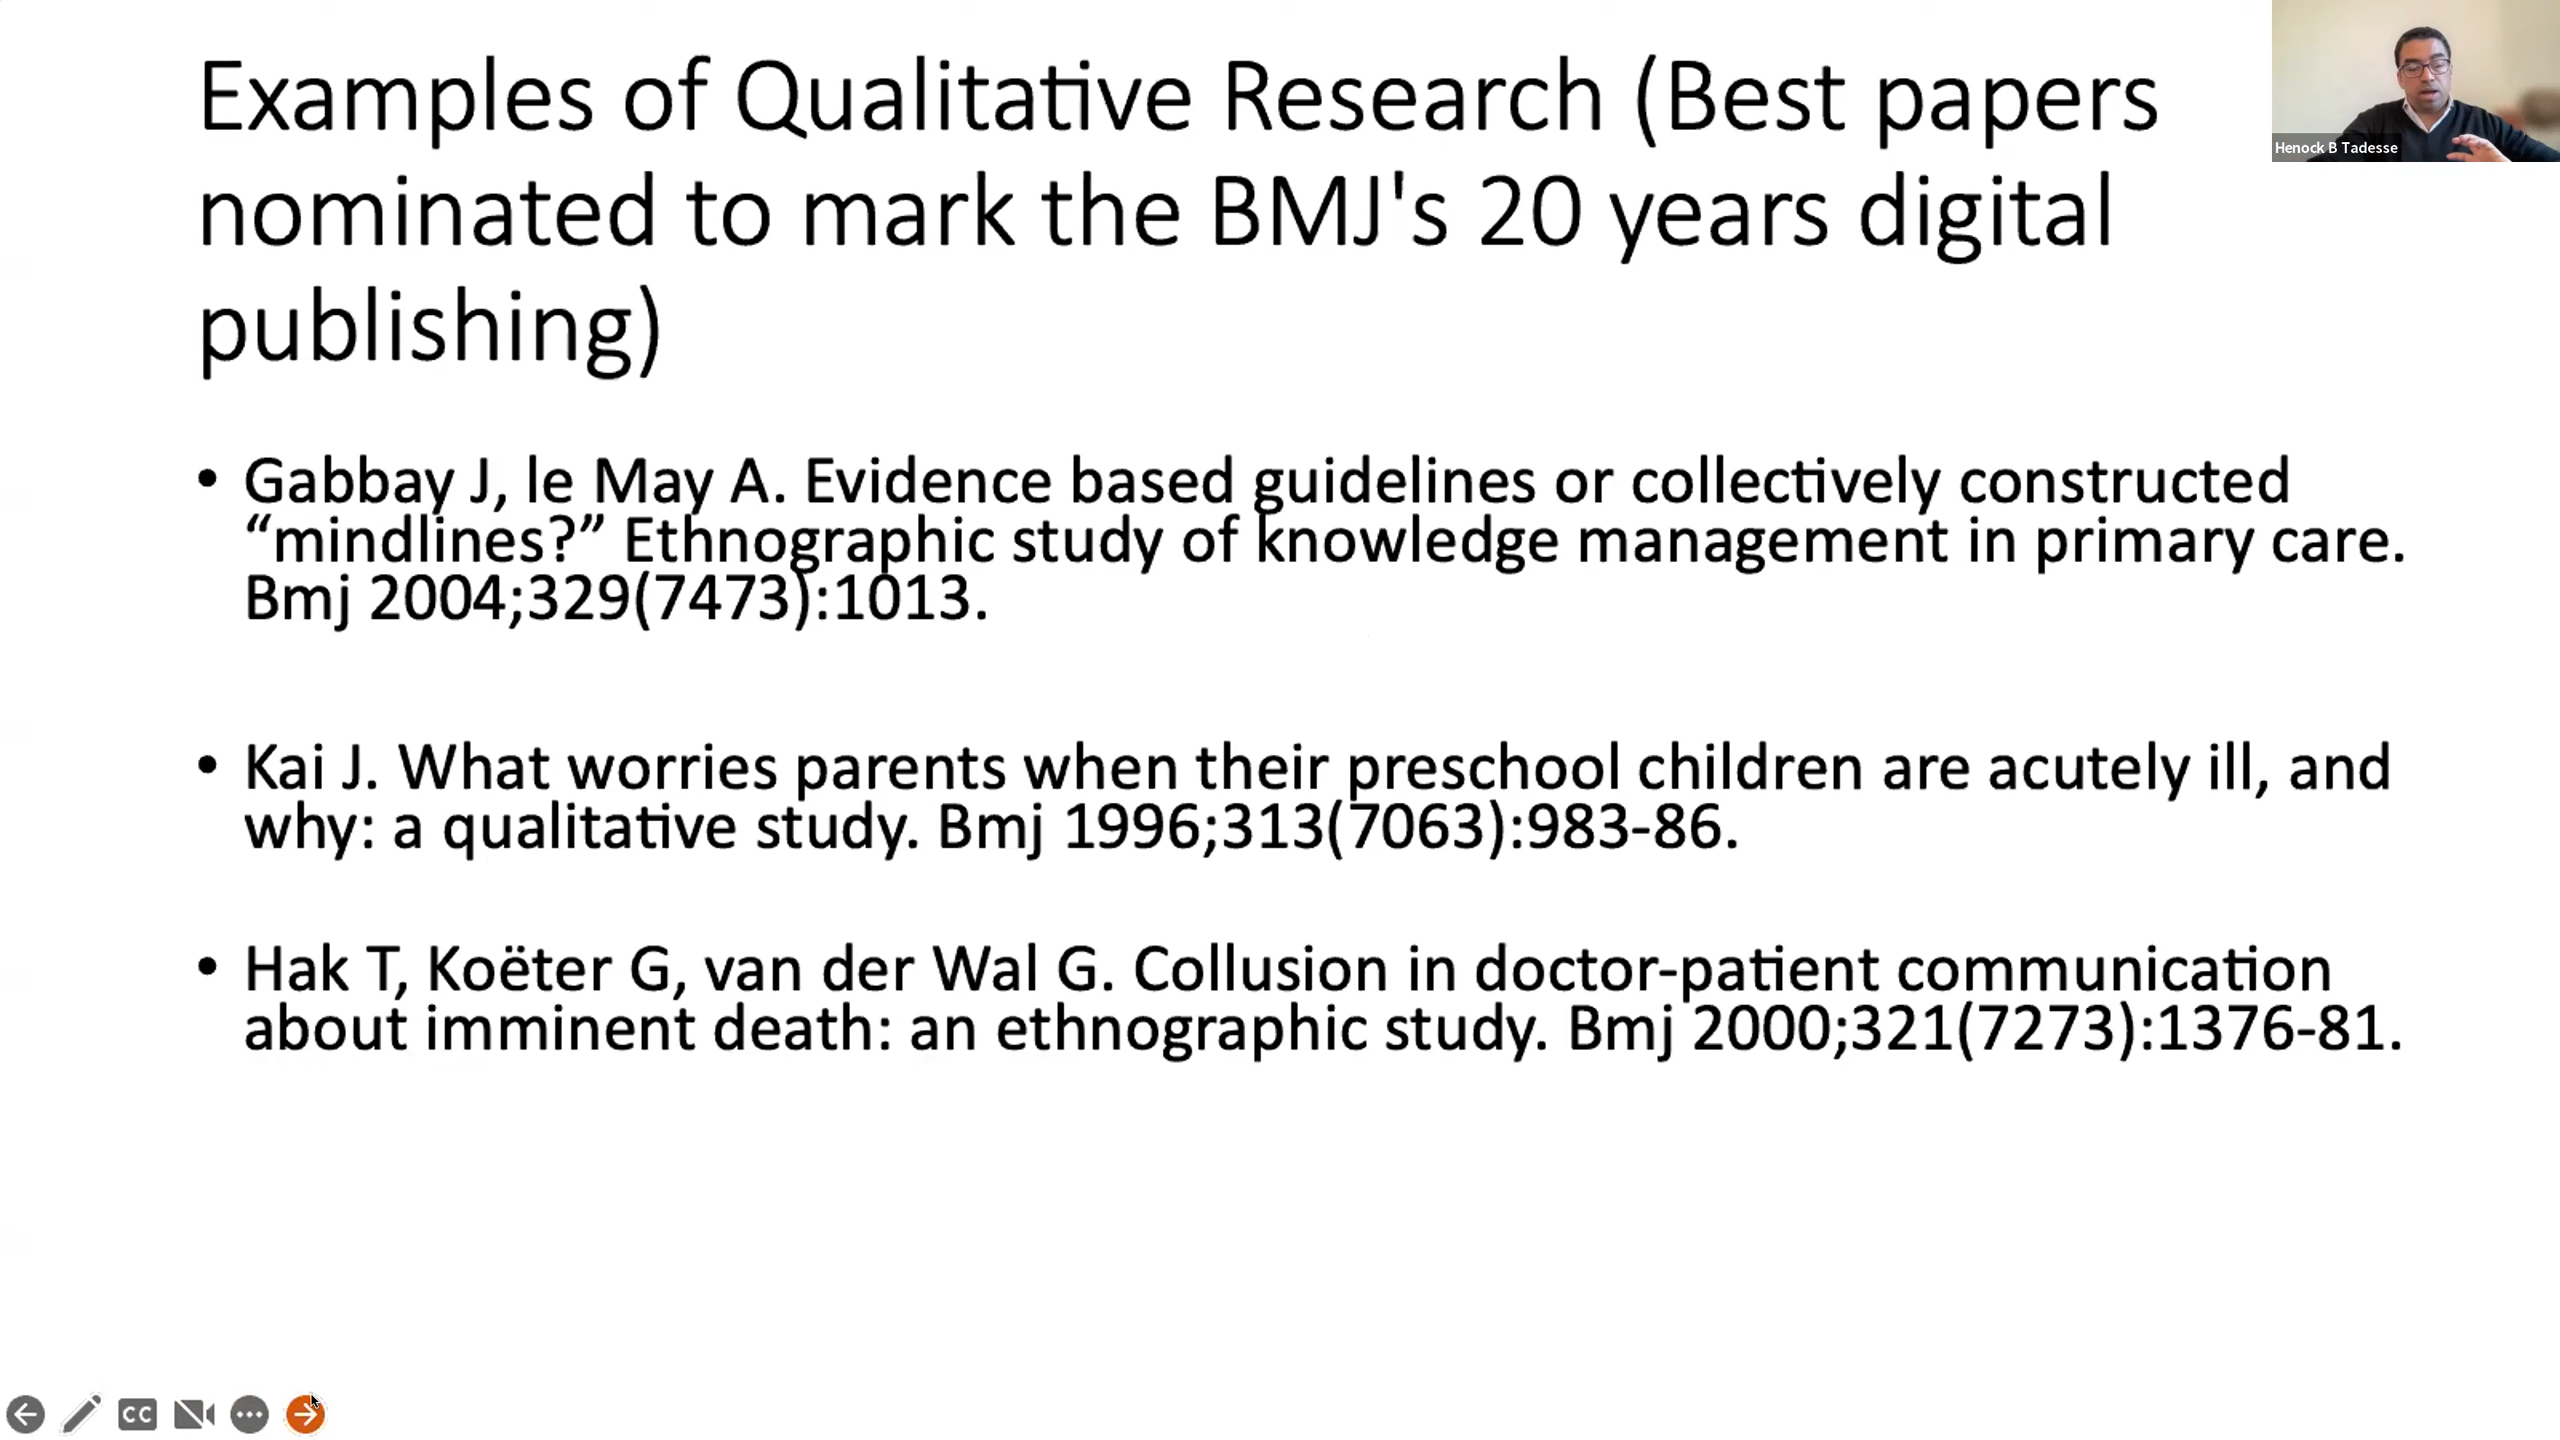 Examples of Qualitative Research (Best papers
nominated to mark the BMJ's 20 years digital
publishing)
Henock B Tadesse
• Gabbay J, le May A. Evidence based guidelines or collectively constructed
“mindlines?” Ethnographic study of knowledge management in primary care.
Bmj 2004;329(7473):1013.
• Kai J. What worries parents when their preschool children are acutely ill, and
why: a qualitative study. Bmj 1996;313(7063):983-86.
• Hak T, Koëter G, van der Wal G. Collusion in doctor-patient communication
about imminent death: an ethnographic study. Bmj 2000;321(7273):1376-81.
CC